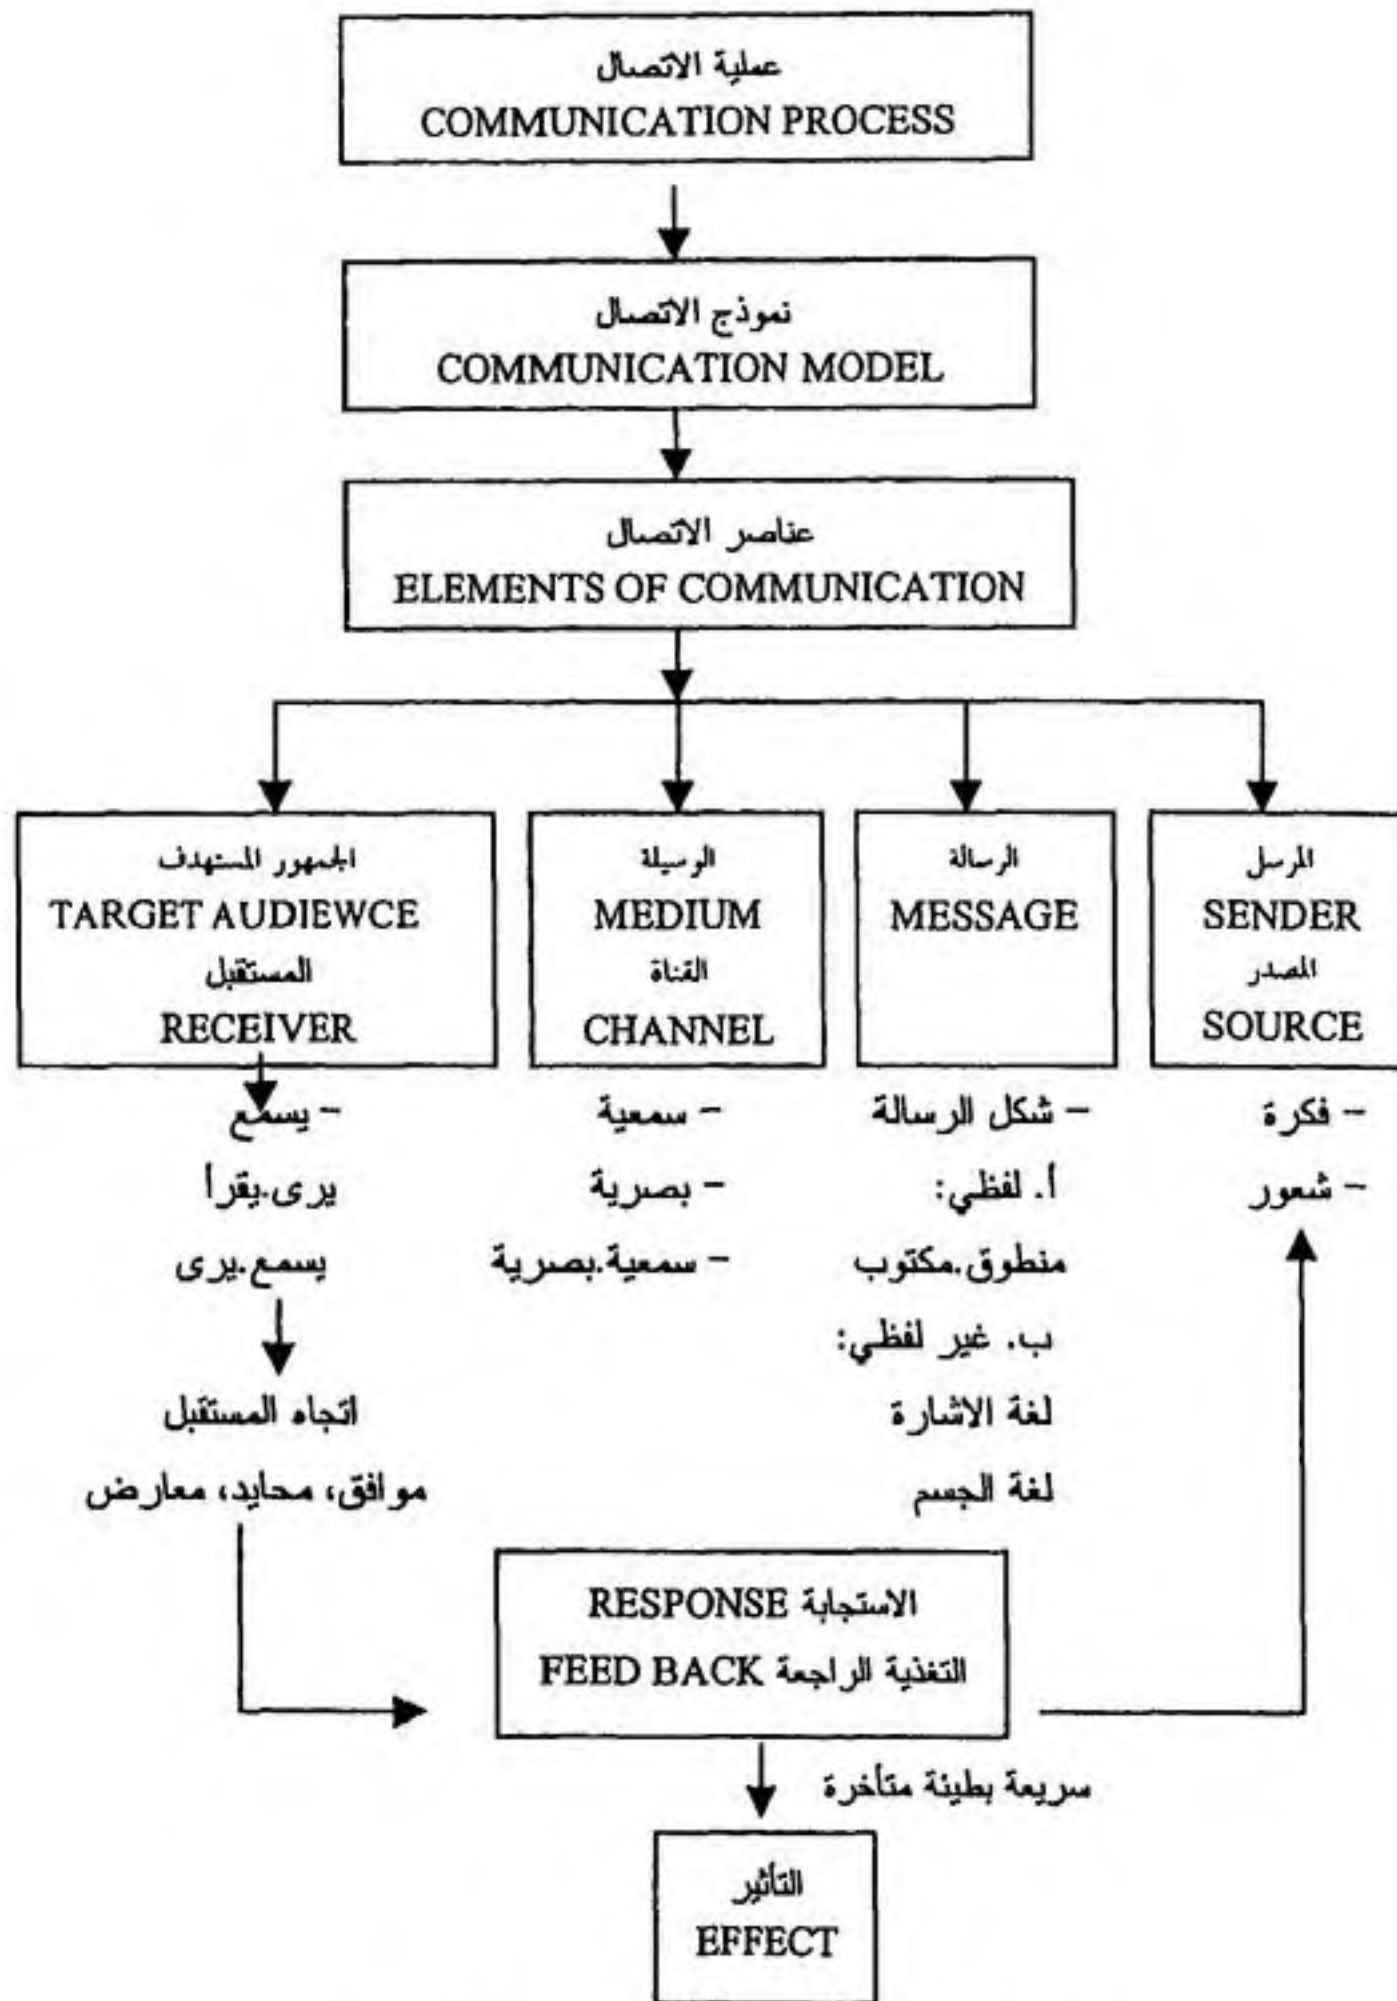 عملية الاتصال
COMMUNICATION PROCESS
نموذج الاتصال
COMMUNICATION MODEL
عناصر الاتصال
ELEMENTS OF COMMUNICATION
المرسل
SENDER
المصدر
SOURCE
– فكرة
– شعور
الرسالة
MESSAGE
– شكل الرسالة
أ. لفظي:
منطوق.مكتوب
ب. غير لفظي:
لغة الاشارة
لغة الجسم
الوسيلة
MEDIUM
القناة
CHANNEL
– سمعية
– بصرية
– سمعية.بصرية
الجمهور المستهدف
TARGET AUDIEWCE
المستقبل
RECEIVER
– يسمع
يرى.يقرأ
يسمع.يرى
اتجاه المستقبل
موافق، محايد، معارض
RESPONSE الاستجابة
FEED BACK التغذية الراجعة
سريعة بطيئة متأخرة
التأثير
EFFECT